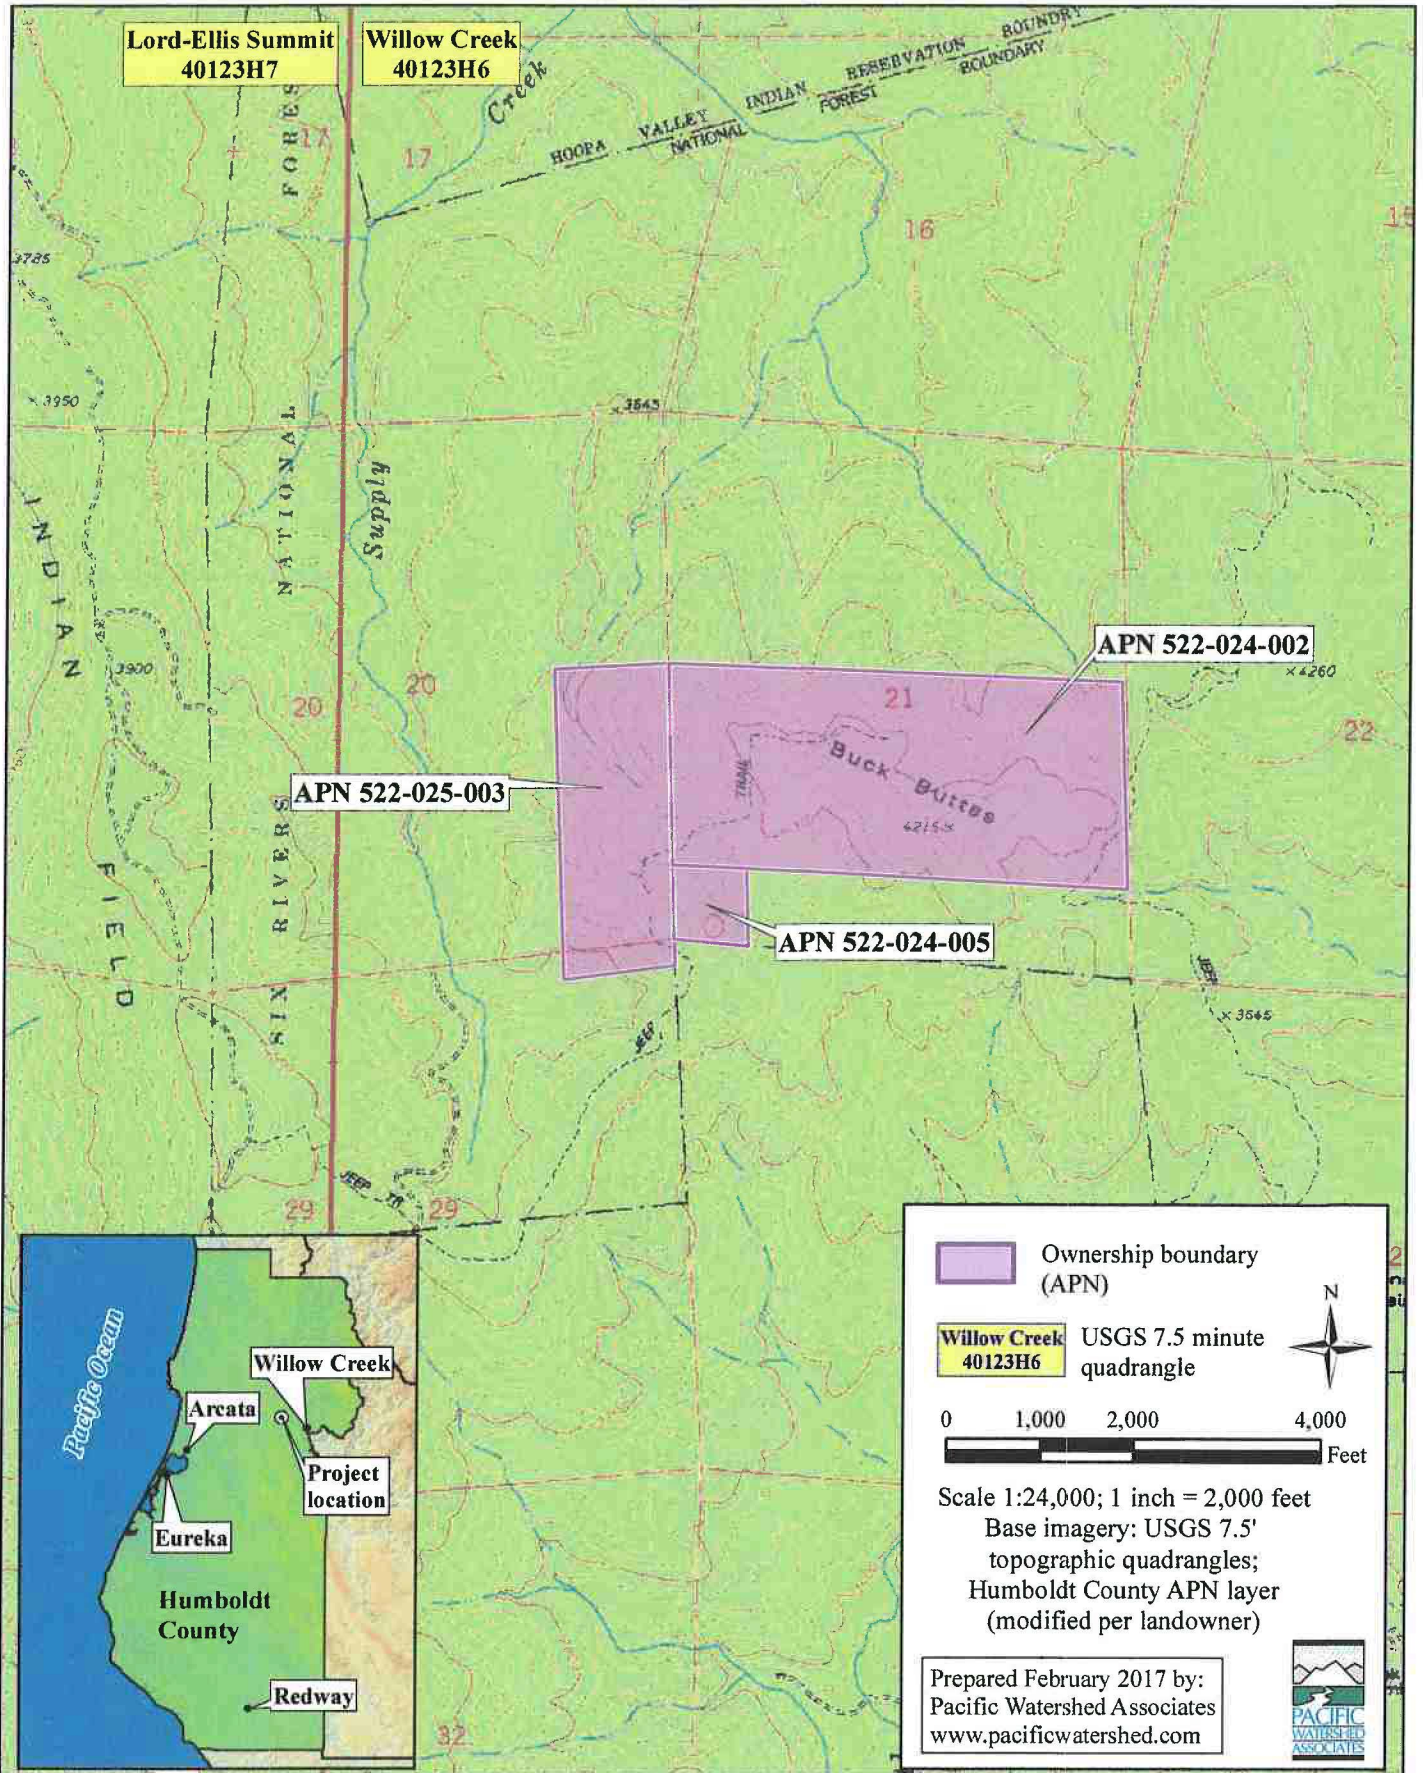 Lord-Ellis Summit
40123H7
Willow Creek
40123H6
Creek
HOOPA VALLEY INDIAN RESERVATION BOUNDRY
NATIONAL FOREST BOUNDARY
17
17
16
15
3785
x 3950
x 3543
Supply
INDIAN FIELD
SIX RIVERS NATIONAL FORES
3900
20
20
21
22
APN 522-024-002
x 4260
APN 522-025-003
TRAIL
Buck Buttes
4215 x
APN 522-024-005
JEEP
x 3545
JEEP
JEEP TR
29
29
32
Pacific Ocean
Willow Creek
Arcata
Project
location
Eureka
Humboldt
County
Redway
Ownership boundary
(APN)
N
Willow Creek
40123H6
USGS 7.5 minute
quadrangle
0 1,000 2,000 4,000
Feet
Scale 1:24,000; 1 inch = 2,000 feet
Base imagery: USGS 7.5'
topographic quadrangles;
Humboldt County APN layer
(modified per landowner)
Prepared February 2017 by:
Pacific Watershed Associates
www.pacificwatershed.com
PACIFIC
WATERSHED
ASSOCIATES